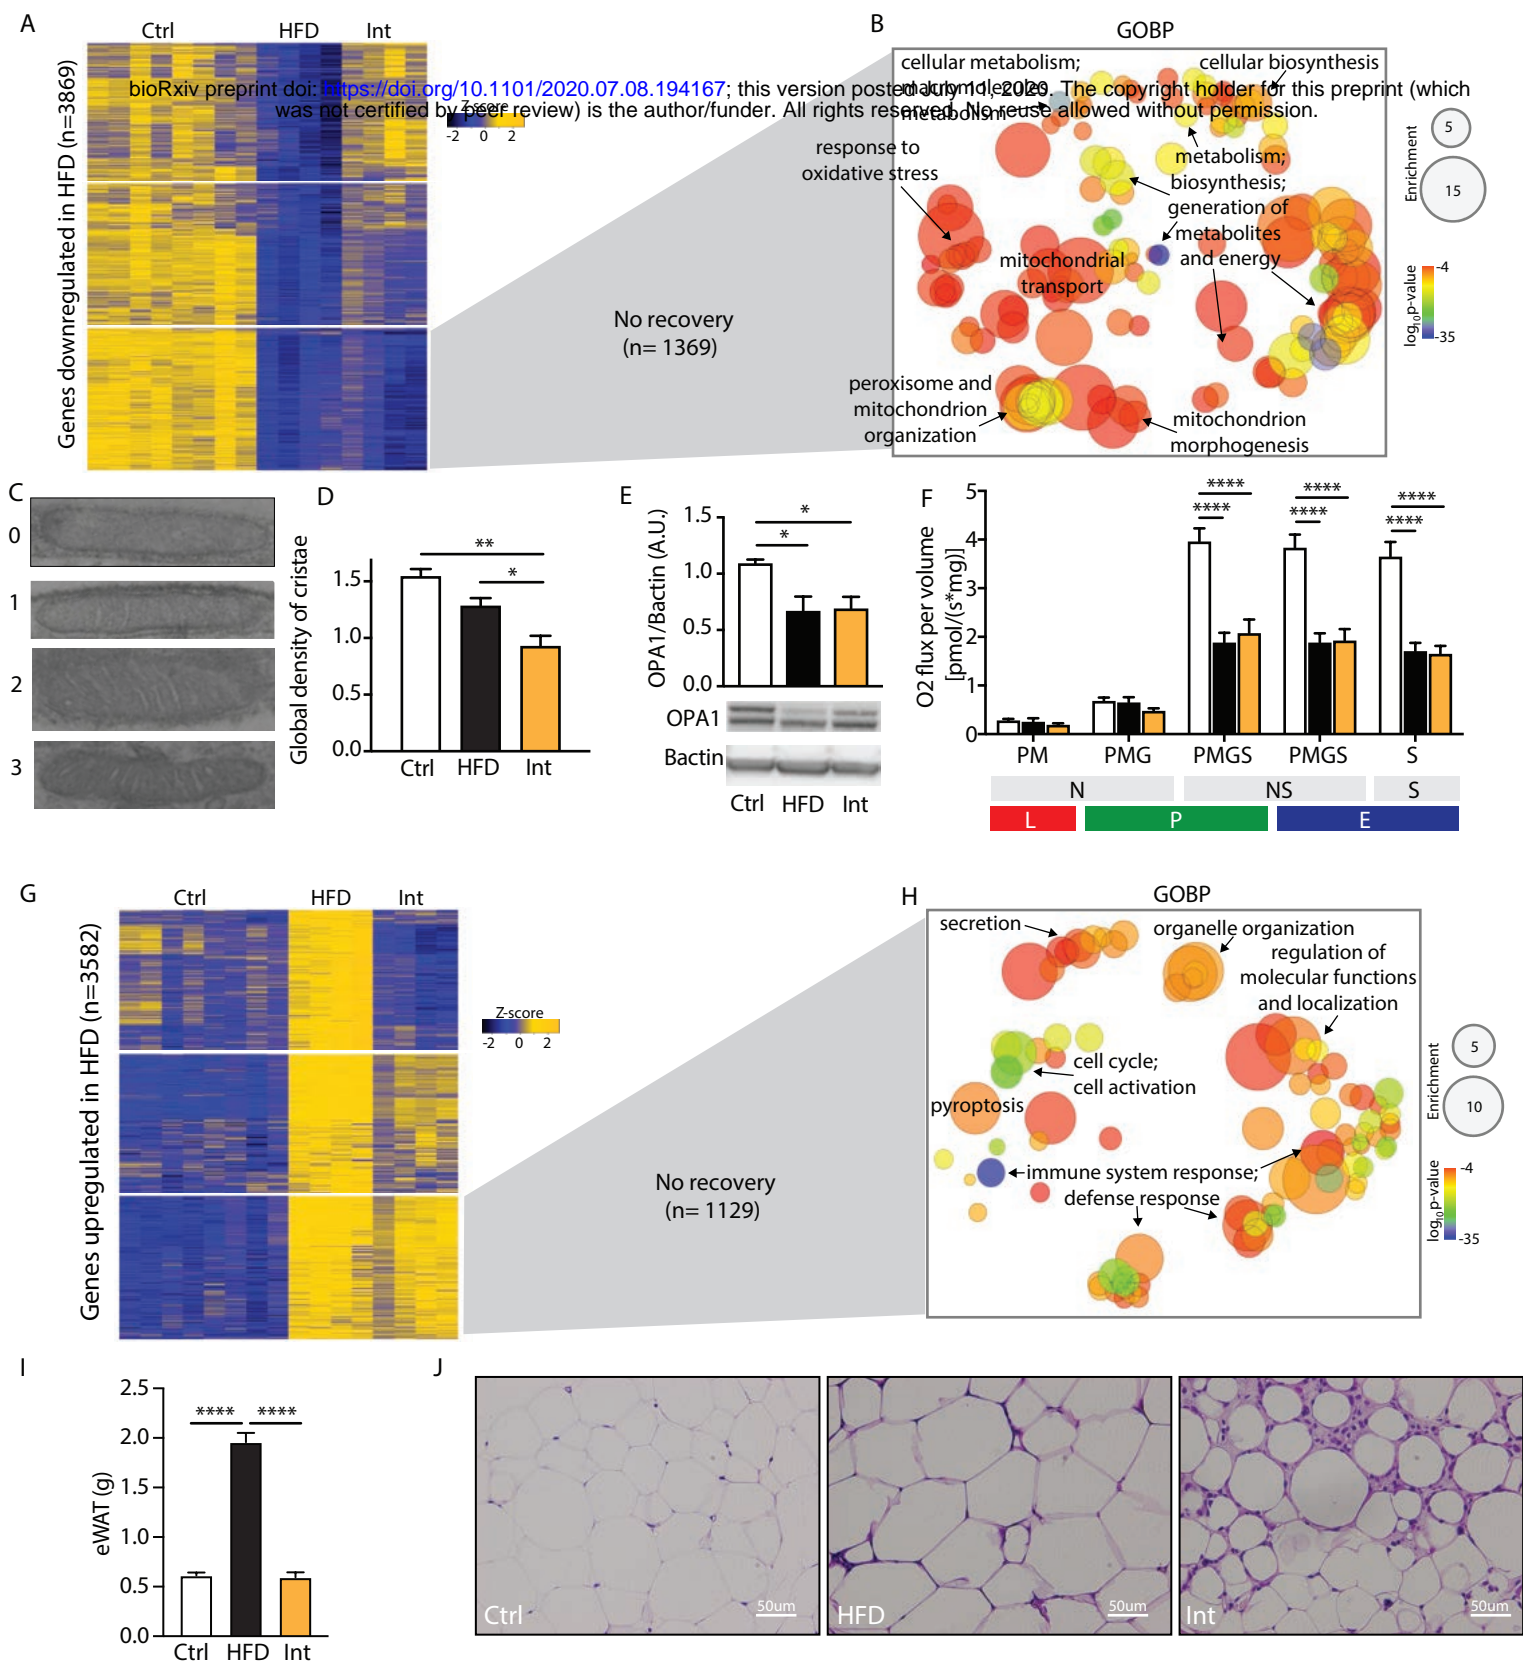 A
Ctrl
HFD
Int
Genes downregulated in HFD (n=3869)
Z-score
-2 0 2
No recovery
(n= 1369)
bioRxiv preprint doi: https://doi.org/10.1101/2020.07.08.194167; this version posted July 11, 2020. The copyright holder for this preprint (which
was not certified by peer review) is the author/funder. All rights reserved. No reuse allowed without permission.
B
GOBP
cellular metabolism;
macromolecules
metabolism
cellular biosynthesis
response to
oxidative stress
metabolism;
biosynthesis;
generation of
metabolites
and energy
mitochondrial
transport
peroxisome and
mitochondrion
organization
mitochondrion
morphogenesis
Enrichment
5
15
log10p-value
-4
-35
C
0
1
2
3
D
Global density of cristae
1.5
1.0
0.5
0.0
**
*
Ctrl HFD Int
E
OPA1/Bactin (A.U.)
1.5
1.0
0.5
0.0
*
*
OPA1
Bactin
Ctrl HFD Int
F
O2 flux per volume
[pmol/(s*mg)]
5
4
3
2
1
0
**** **** ****
**** **** ****
PM PMG PMGS PMGS S
N NS S
L P E
G
Ctrl
HFD
Int
Genes upregulated in HFD (n=3582)
Z-score
-2 0 2
No recovery
(n= 1129)
H
GOBP
secretion
organelle organization
regulation of
molecular functions
and localization
cell cycle;
cell activation
pyroptosis
immune system response;
defense response
Enrichment
5
10
log10p-value
-4
-35
I
eWAT (g)
2.5
2.0
1.5
1.0
0.5
0.0
**** ****
Ctrl HFD Int
J
Ctrl
50um
HFD
50um
Int
50um